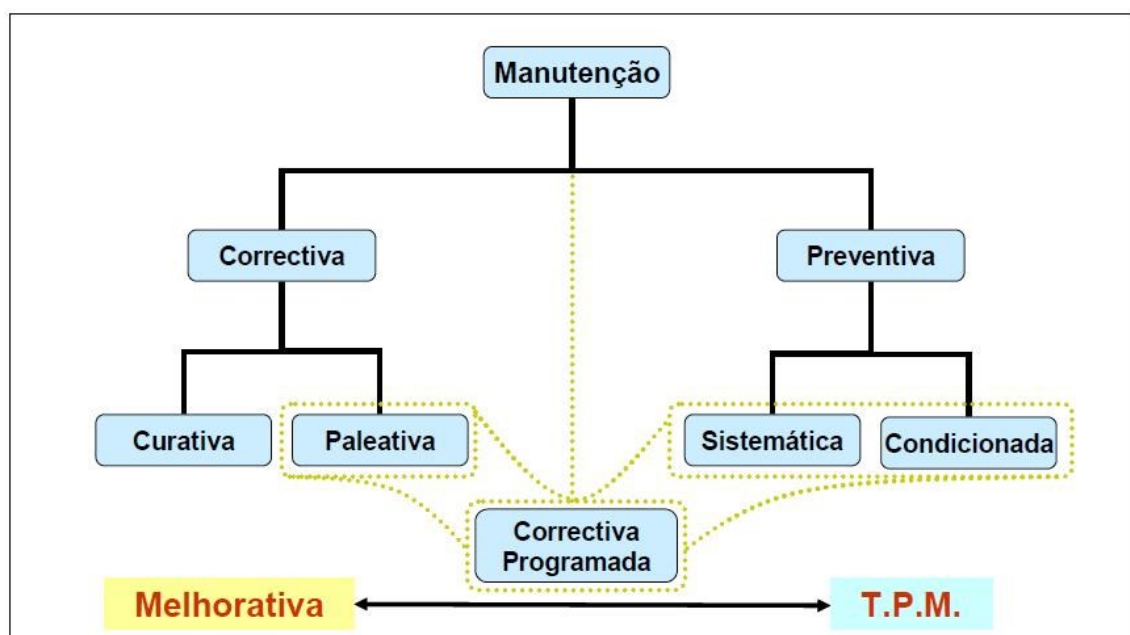 Manutenção
Correctiva
Preventiva
Curativa
Paleativa
Sistemática
Condicionada
Correctiva
Programada
Melhorativa
T.P.M.